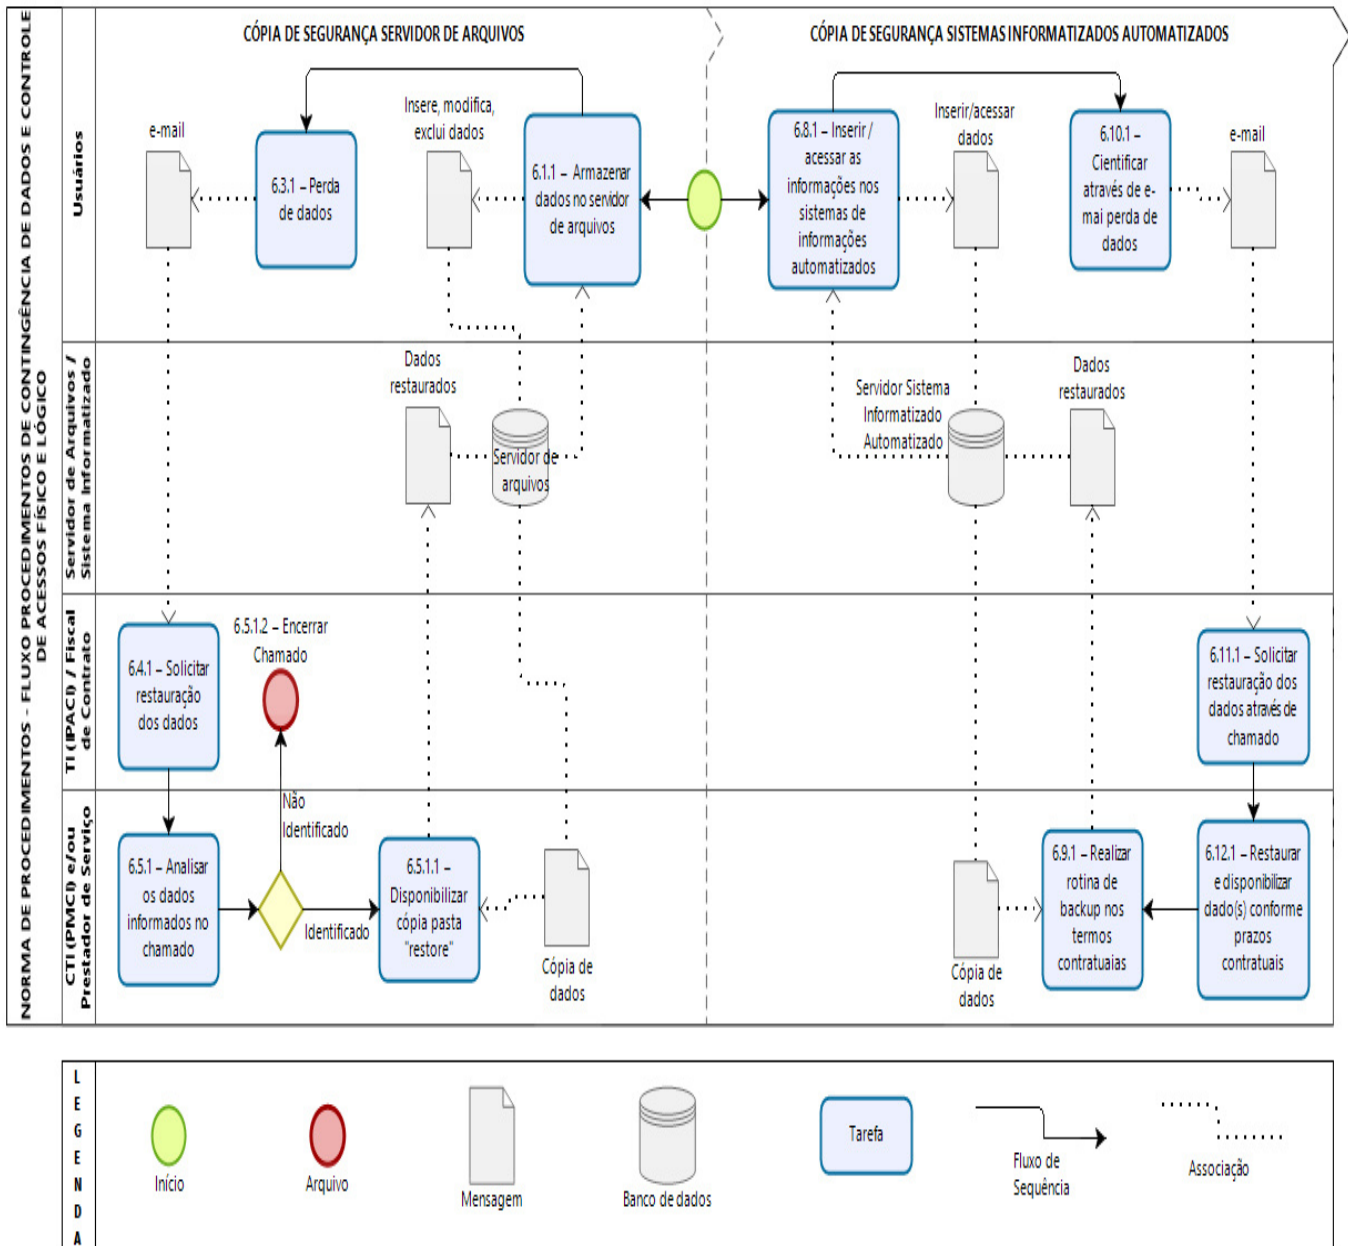 NORMA DE PROCEDIMENTOS - FLUXO PROCEDIMENTOS DE CONTINGÊNCIA DE DADOS E CONTROLE
DE ACESSOS FÍSICO E LÓGICO
CÓPIA DE SEGURANÇA SERVIDOR DE ARQUIVOS
CÓPIA DE SEGURANÇA SISTEMAS INFORMATIZADOS AUTOMATIZADOS
Usuários
e-mail
6.3.1 – Perda
de dados
Insere, modifica,
exclui dados
6.1.1 – Armazenar
dados no servidor
de arquivos
6.8.1 – Inserir /
acessar as
informações nos
sistemas de
informações
automatizados
Inserir/acessar
dados
6.10.1 –
Cientificar
através de e-
mai perda de
dados
e-mail
Servidor de Arquivos /
Sistema Informatizado
Dados
restaurados
Servidor de
arquivos
Servidor Sistema
Informatizado
Automatizado
Dados
restaurados
TI (IPACI) / Fiscal
de Contrato
6.4.1 – Solicitar
restauração
dos dados
6.5.1.2 – Encerrar
Chamado
6.11.1 – Solicitar
restauração dos
dados através de
chamado
CTI (PMCI) e/ou
Prestador de Serviço
6.5.1 – Analisar
os dados
informados no
chamado
Não
Identificado
Identificado
6.5.1.1 –
Disponibilizar
cópia pasta
"restore"
Cópia de
dados
Cópia de
dados
6.9.1 – Realizar
rotina de
backup nos
termos
contratuaias
6.12.1 – Restaurar
e disponibilizar
dado(s) conforme
prazos
contratuais
L
E
G
E
N
D
A
Início
Arquivo
Mensagem
Banco de dados
Tarefa
Fluxo de
Sequência
Associação